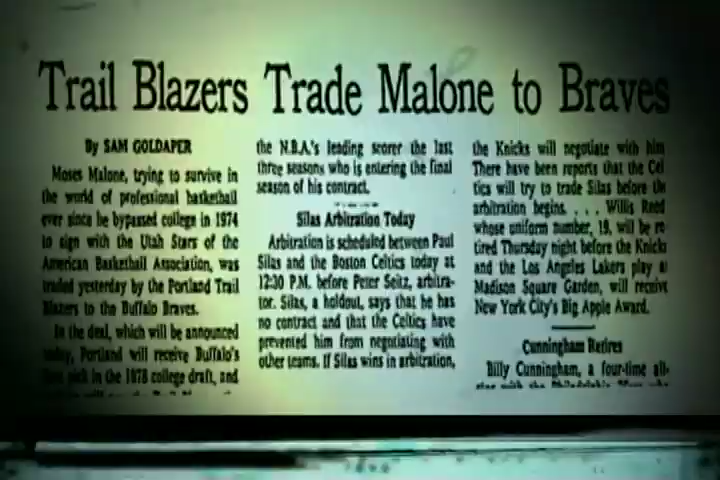 Trail Blazers Trade Malone to Braves
By SAM GOLDAPER
Moses Malone, trying to survive in
the world of professional basketball
ever since he bypassed college in 1974
to sign with the Utah Stars of the
American Basketball Association, was
traded yesterday by the Portland Trail
Blazers to the Buffalo Braves.
In the deal, which will be announced
today, Portland will receive Buffalo's
first pick in the 1978 college draft, and
the N.B.A.'s leading scorer the last
three seasons who is entering the final
season of his contract.
Silas Arbitration Today
Arbitration is scheduled between Paul
Silas and the Boston Celtics today at
12:30 P.M. before Peter Seitz, arbitra-
tor. Silas, a holdout, says that he has
no contract and that the Celtics have
prevented him from negotiating with
other teams. If Silas wins in arbitration,
the Knicks will negotiate with him
There have been reports that the Cel
tics will try to trade Silas before the
arbitration begins. . . . Willis Reed
whose uniform number, 19, will be re
tired Thursday night before the Knicks
and the Los Angeles Lakers play at
Madison Square Garden, will receive
New York City's Big Apple Award.
Cunningham Retires
Billy Cunningham, a four-time all-